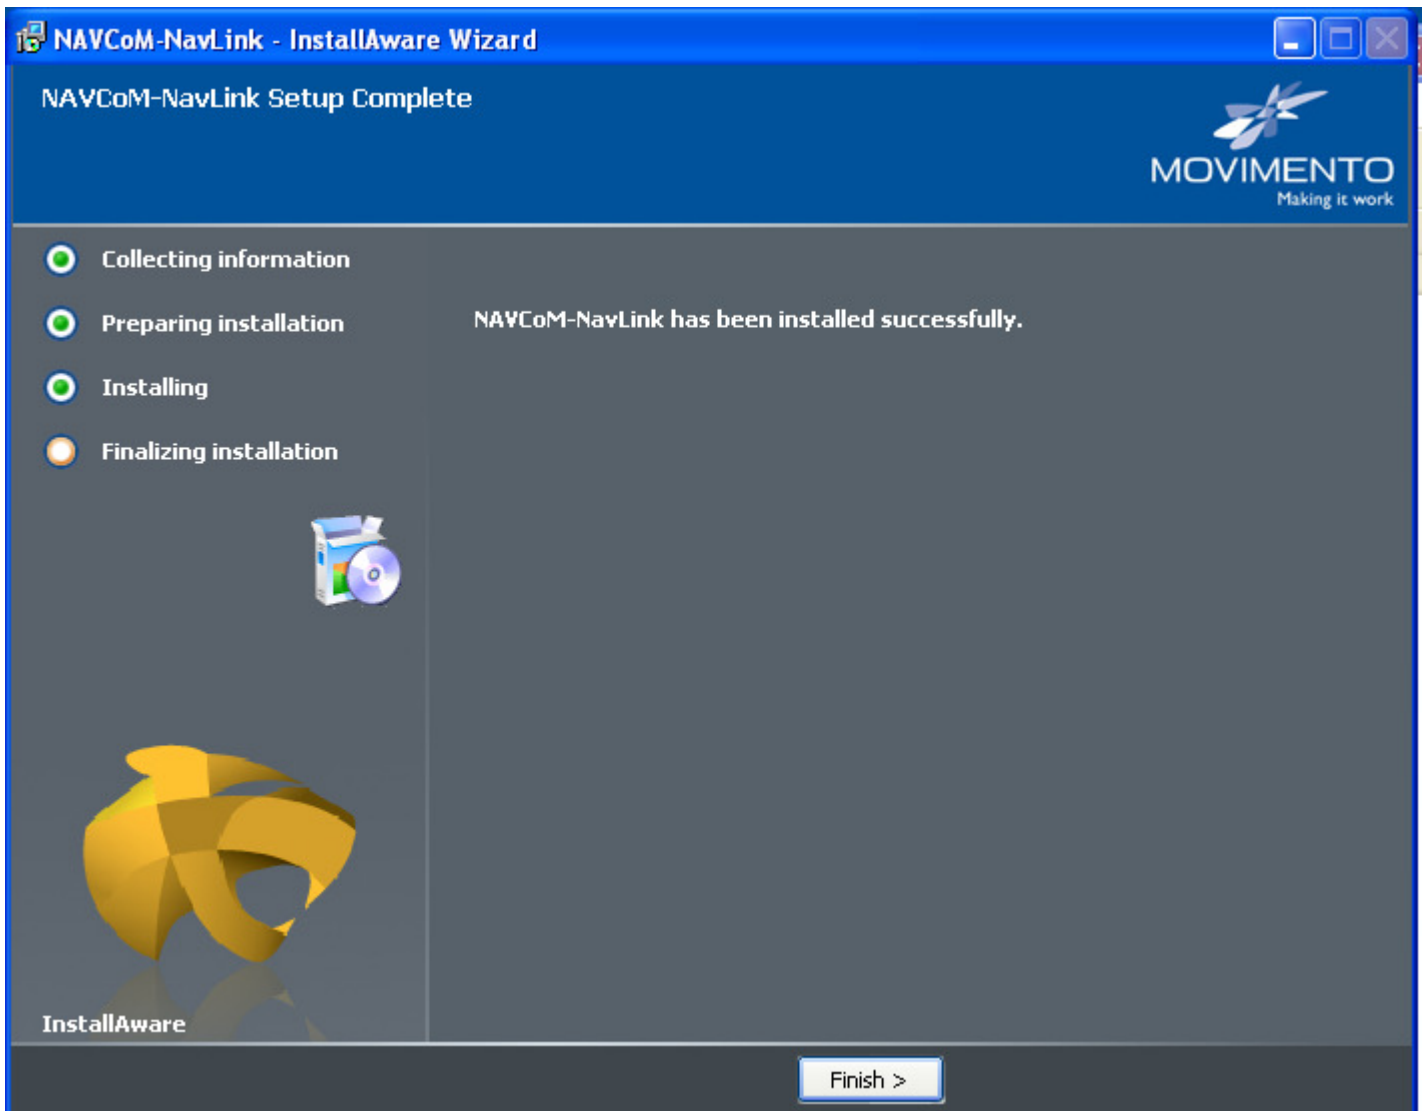 NAVCoM-NavLink - InstallAware Wizard
NAVCoM-NavLink Setup Complete
MOVIMENTO
Making it work
Collecting information
Preparing installation
NAVCoM-NavLink has been installed successfully.
Installing
Finalizing installation
InstallAware
Finish >